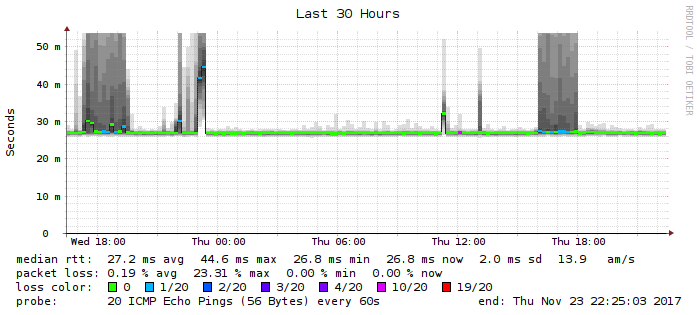 Last 30 Hours
RRDTOOL / TOBI OETIKER
Seconds
50 m
40 m
30 m
20 m
10 m
0
Wed 18:00 Thu 00:00 Thu 06:00 Thu 12:00 Thu 18:00
median rtt: 27.2 ms avg 44.6 ms max 26.8 ms min 26.8 ms now 2.0 ms sd 13.9 am/s
packet loss: 0.19 % avg 23.31 % max 0.00 % min 0.00 % now
loss color: 0 1/20 2/20 3/20 4/20 10/20 19/20
probe: 20 ICMP Echo Pings (56 Bytes) every 60s end: Thu Nov 23 22:25:03 2017